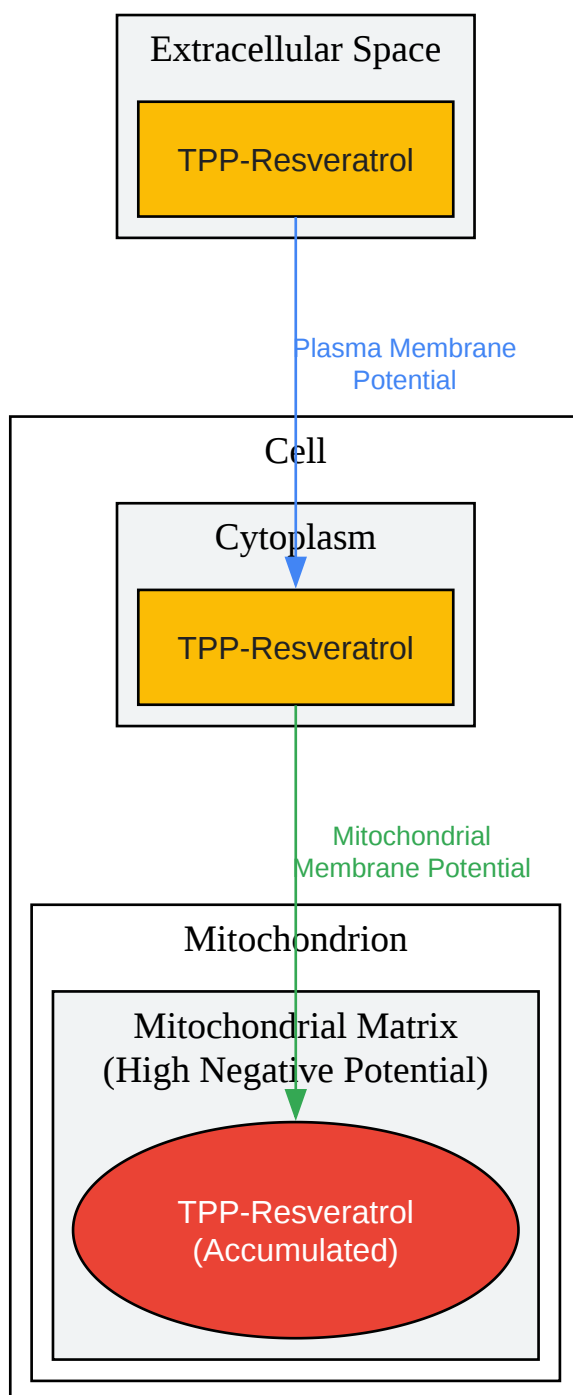 Extracellular Space
TPP-Resveratrol
Plasma Membrane
Potential
Cell
Cytoplasm
TPP-Resveratrol
Mitochondrial
Membrane Potential
Mitochondrion
Mitochondrial Matrix
(High Negative Potential)
TPP-Resveratrol
(Accumulated)